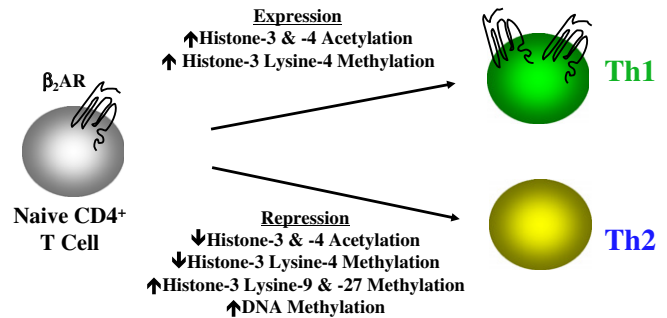 Expression
↑Histone-3 & -4 Acetylation
↑ Histone-3 Lysine-4 Methylation
β₂AR
Th1
Naive CD4⁺
T Cell
Repression
↓Histone-3 & -4 Acetylation
↓Histone-3 Lysine-4 Methylation
↑Histone-3 Lysine-9 & -27 Methylation
↑DNA Methylation
Th2